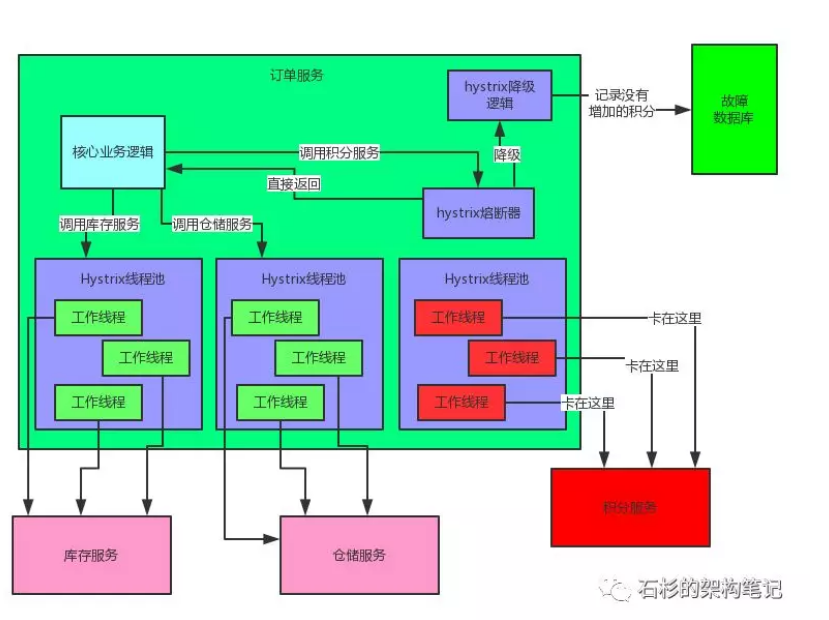 订单服务
hystrix降级
逻辑
记录没有
增加的积分
故障
数据库
核心业务逻辑
调用积分服务
降级
直接返回
hystrix熔断器
调用库存服务
调用仓储服务
Hystrix线程池
Hystrix线程池
Hystrix线程池
工作线程
工作线程
工作线程
卡在这里
工作线程
工作线程
工作线程
卡在这里
工作线程
工作线程
工作线程
卡在这里
积分服务
库存服务
仓储服务
石杉的架构笔记